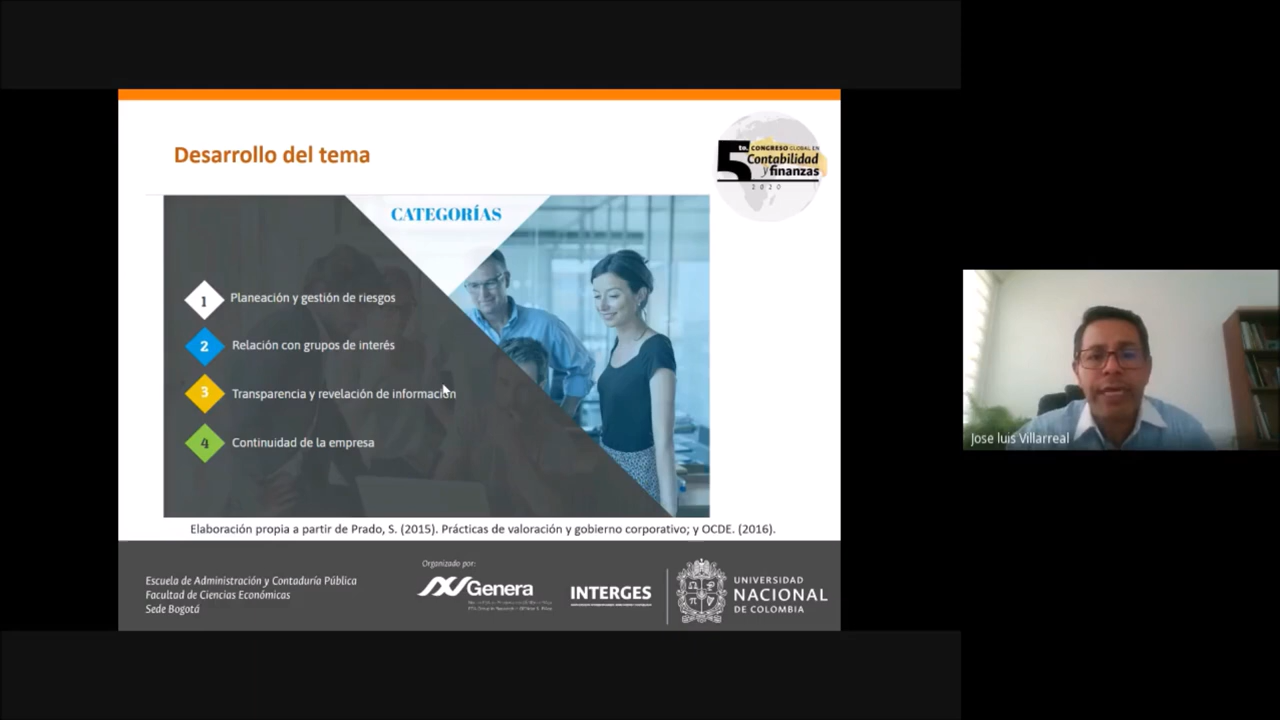 Desarrollo del tema
5to. CONGRESO GLOBAL EN
Contabilidad
y finanzas
2020
CATEGORÍAS
1 Planeación y gestión de riesgos
2 Relación con grupos de interés
3 Transparencia y revelación de información
4 Continuidad de la empresa
Elaboración propia a partir de Prado, S. (2015). Prácticas de valoración y gobierno corporativo; y OCDE. (2016).
Escuela de Administración y Contaduría Pública
Facultad de Ciencias Económicas
Sede Bogotá
Organizado por:
Genera
INTERGES
UNIVERSIDAD
NACIONAL
DE COLOMBIA
Jose luis Villarreal